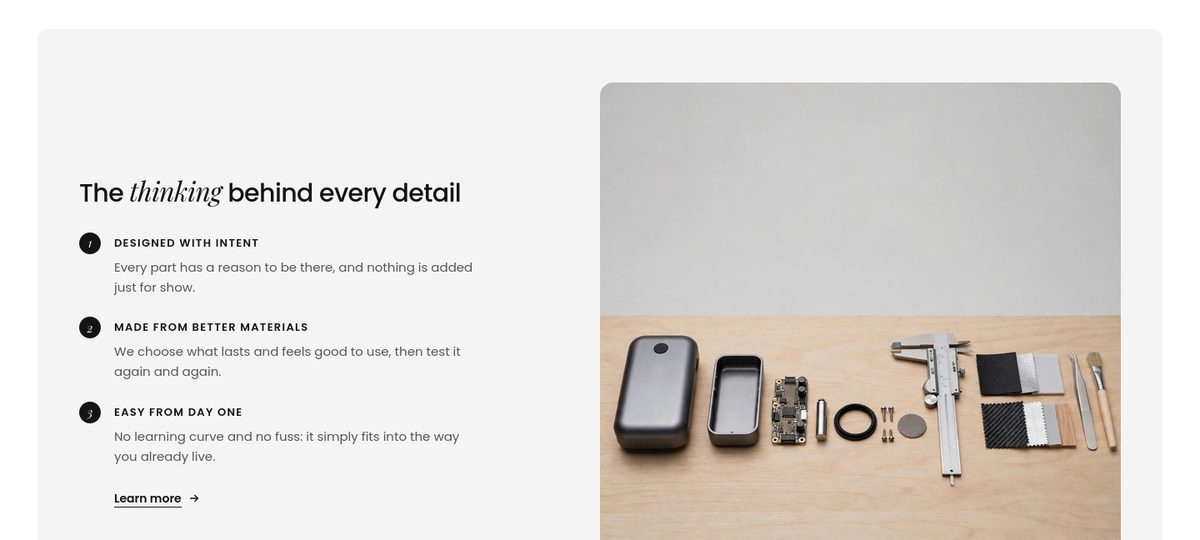 The thinking behind every detail
1
DESIGNED WITH INTENT
Every part has a reason to be there, and nothing is added
just for show.
2
MADE FROM BETTER MATERIALS
We choose what lasts and feels good to use, then test it
again and again.
3
EASY FROM DAY ONE
No learning curve and no fuss: it simply fits into the way
you already live.
Learn more →